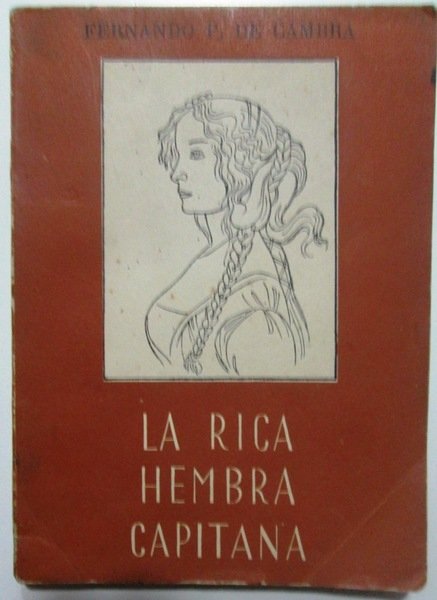 FERNANDO P. DE CAMBRA
LA RICA
HEMBRA
CAPITANA